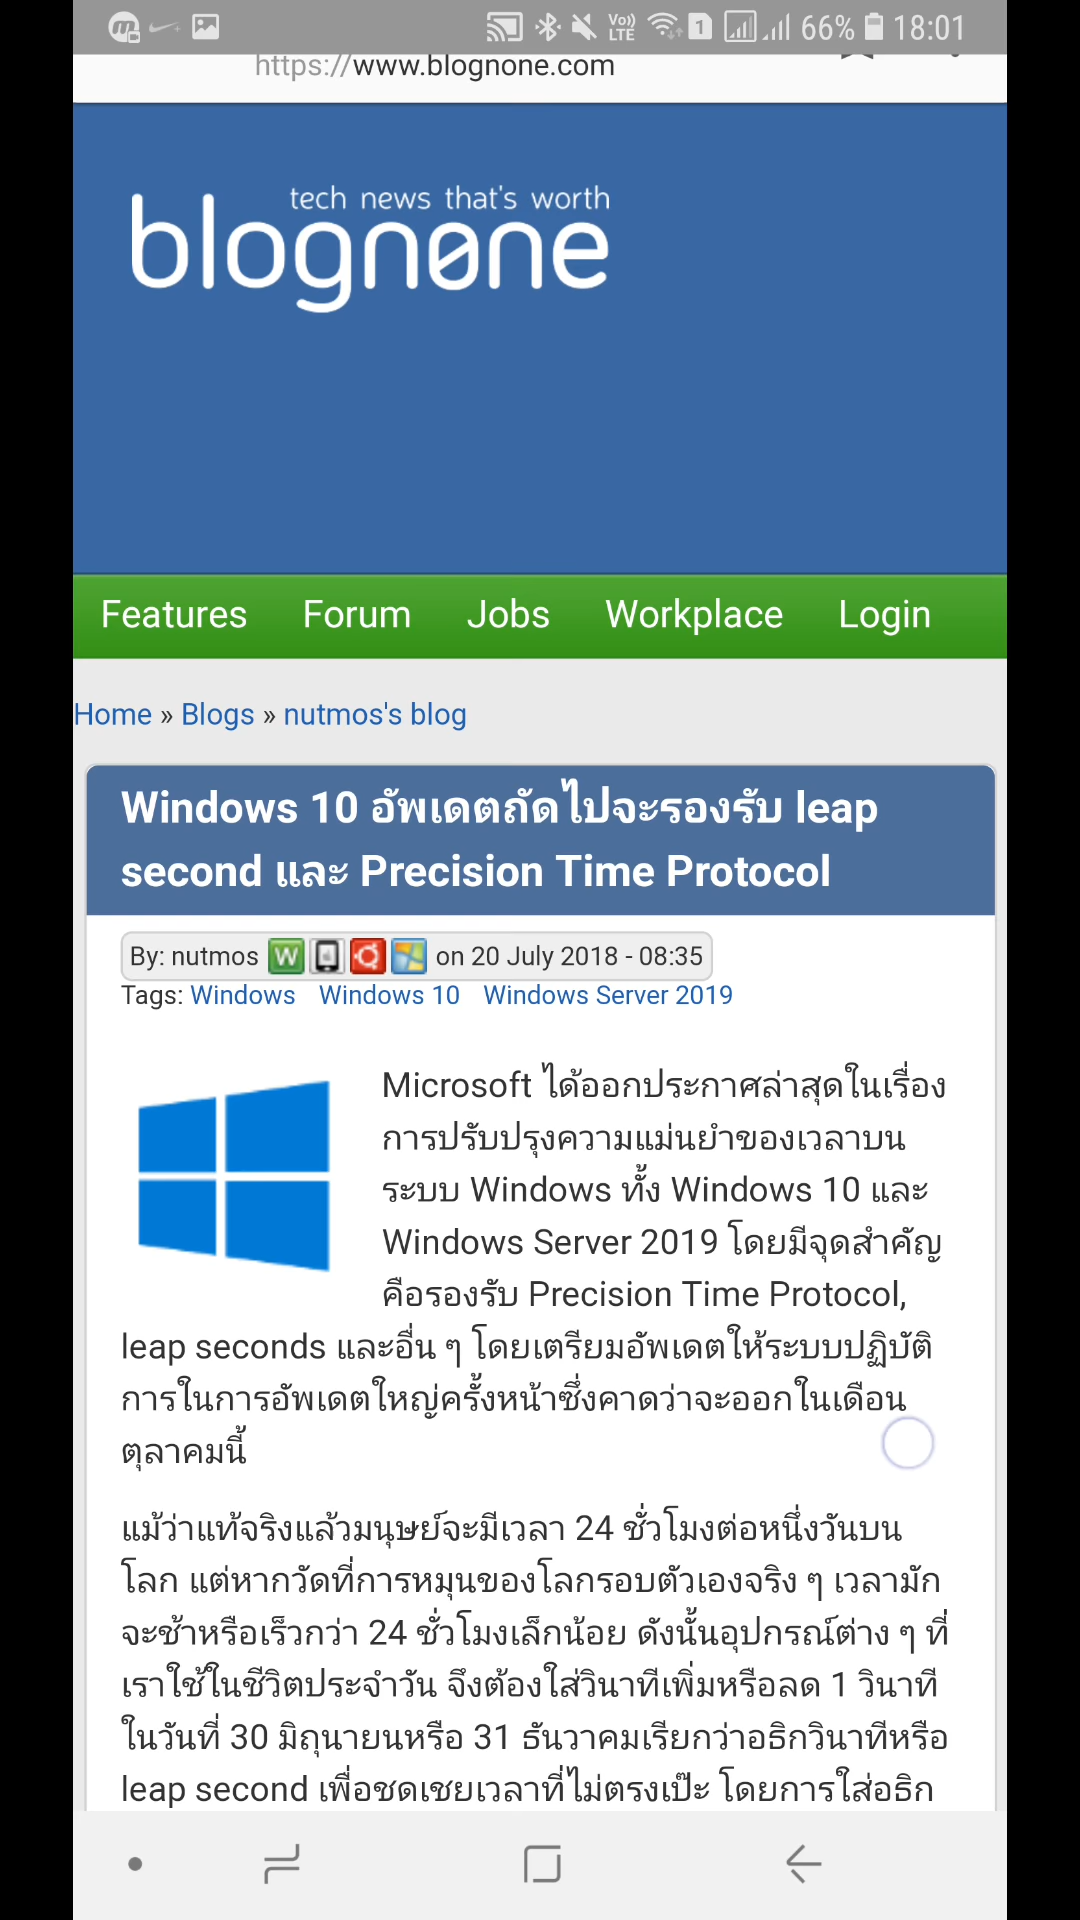 Vo)) LTE 1 66% 18:01
https://www.blognone.com
tech news that's worth
blognone
Features Forum Jobs Workplace Login
Home » Blogs » nutmos's blog
Windows 10 อัพเดตถัดไปจะรองรับ leap
second และ Precision Time Protocol
By: nutmos W on 20 July 2018 - 08:35
Tags: Windows Windows 10 Windows Server 2019
Microsoft ได้ออกประกาศล่าสุดในเรื่อง
การปรับปรุงความแม่นยำของเวลาบน
ระบบ Windows ทั้ง Windows 10 และ
Windows Server 2019 โดยมีจุดสำคัญ
คือรองรับ Precision Time Protocol,
leap seconds และอื่น ๆ โดยเตรียมอัพเดตให้ระบบปฏิบัติ
การในการอัพเดตใหญ่ครั้งหน้าซึ่งคาดว่าจะออกในเดือน
ตุลาคมนี้
แม้ว่าแท้จริงแล้วมนุษย์จะมีเวลา 24 ชั่วโมงต่อหนึ่งวันบน
โลก แต่หากวัดที่การหมุนของโลกรอบตัวเองจริง ๆ เวลามัก
จะช้าหรือเร็วกว่า 24 ชั่วโมงเล็กน้อย ดังนั้นอุปกรณ์ต่าง ๆ ที่
เราใช้ในชีวิตประจำวัน จึงต้องใส่วินาทีเพิ่มหรือลด 1 วินาที
ในวันที่ 30 มิถุนายนหรือ 31 ธันวาคมเรียกว่าอธิกวินาทีหรือ
leap second เพื่อชดเชยเวลาที่ไม่ตรงเป๊ะ โดยการใส่อธิก